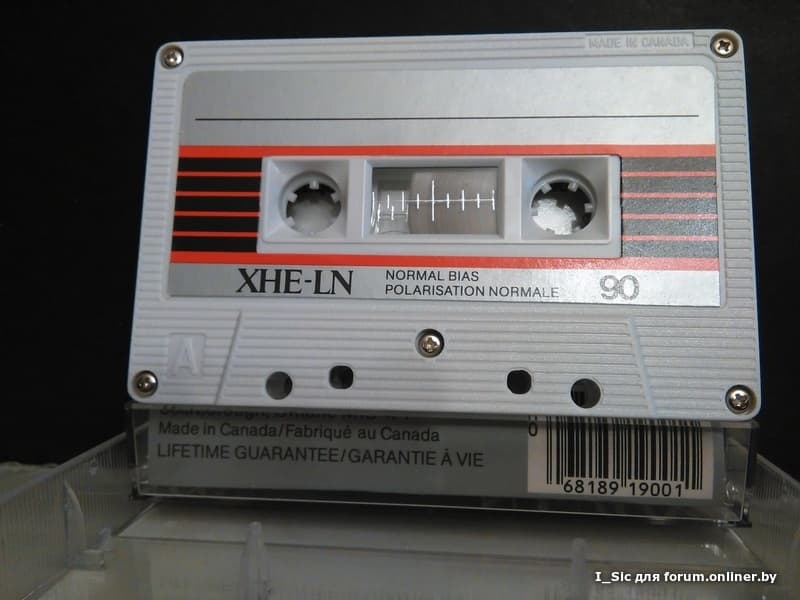 MADE IN CANADA
XHE-LN
NORMAL BIAS
POLARISATION NORMALE
90
A
Made in Canada/Fabriqué au Canada
LIFETIME GUARANTEE/GARANTIE À VIE
0
68189 19001
I_Sic для forum.onliner.by